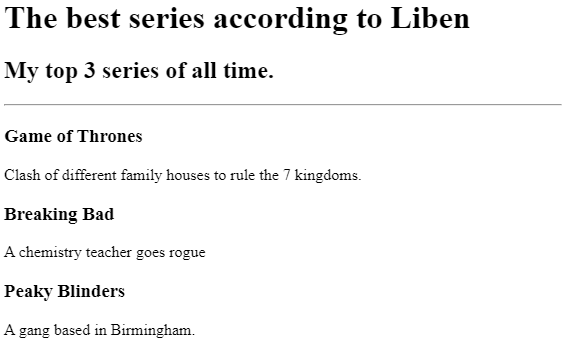 The best series according to Liben
My top 3 series of all time.
Game of Thrones
Clash of different family houses to rule the 7 kingdoms.
Breaking Bad
A chemistry teacher goes rogue
Peaky Blinders
A gang based in Birmingham.